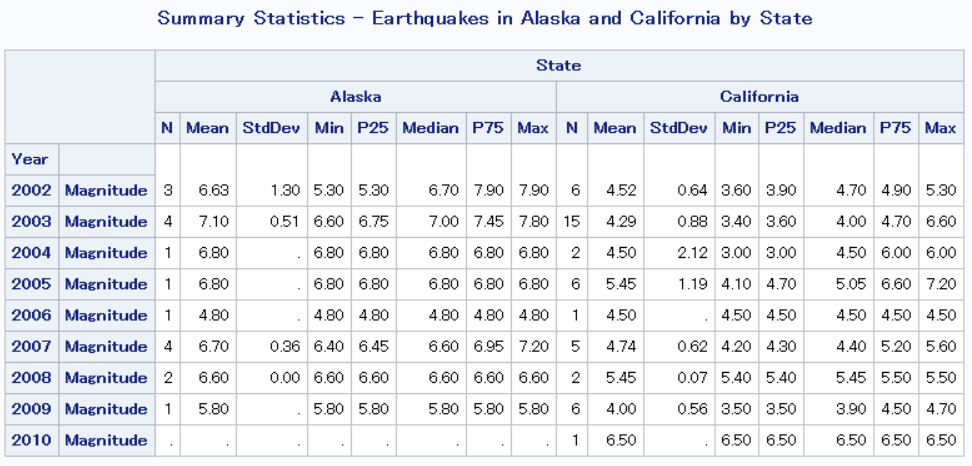 Summary Statistics - Earthquakes in Alaska and California by State
State
Alaska California
N Mean StdDev Min P25 Median P75 Max N Mean StdDev Min P25 Median P75 Max
Year
2002 Magnitude 3 6.63 1.30 5.30 5.30 6.70 7.90 7.90 6 4.52 0.64 3.60 3.90 4.70 4.90 5.30
2003 Magnitude 4 7.10 0.51 6.60 6.75 7.00 7.45 7.80 15 4.29 0.88 3.40 3.60 4.00 4.70 6.60
2004 Magnitude 1 6.80 . 6.80 6.80 6.80 6.80 6.80 2 4.50 2.12 3.00 3.00 4.50 6.00 6.00
2005 Magnitude 1 6.80 . 6.80 6.80 6.80 6.80 6.80 6 5.45 1.19 4.10 4.70 5.05 6.60 7.20
2006 Magnitude 1 4.80 . 4.80 4.80 4.80 4.80 4.80 1 4.50 . 4.50 4.50 4.50 4.50 4.50
2007 Magnitude 4 6.70 0.36 6.40 6.45 6.60 6.95 7.20 5 4.74 0.62 4.20 4.30 4.40 5.20 5.60
2008 Magnitude 2 6.60 0.00 6.60 6.60 6.60 6.60 6.60 2 5.45 0.07 5.40 5.40 5.45 5.50 5.50
2009 Magnitude 1 5.80 . 5.80 5.80 5.80 5.80 5.80 6 4.00 0.56 3.50 3.50 3.90 4.50 4.70
2010 Magnitude . . . . . . . . 1 6.50 . 6.50 6.50 6.50 6.50 6.50